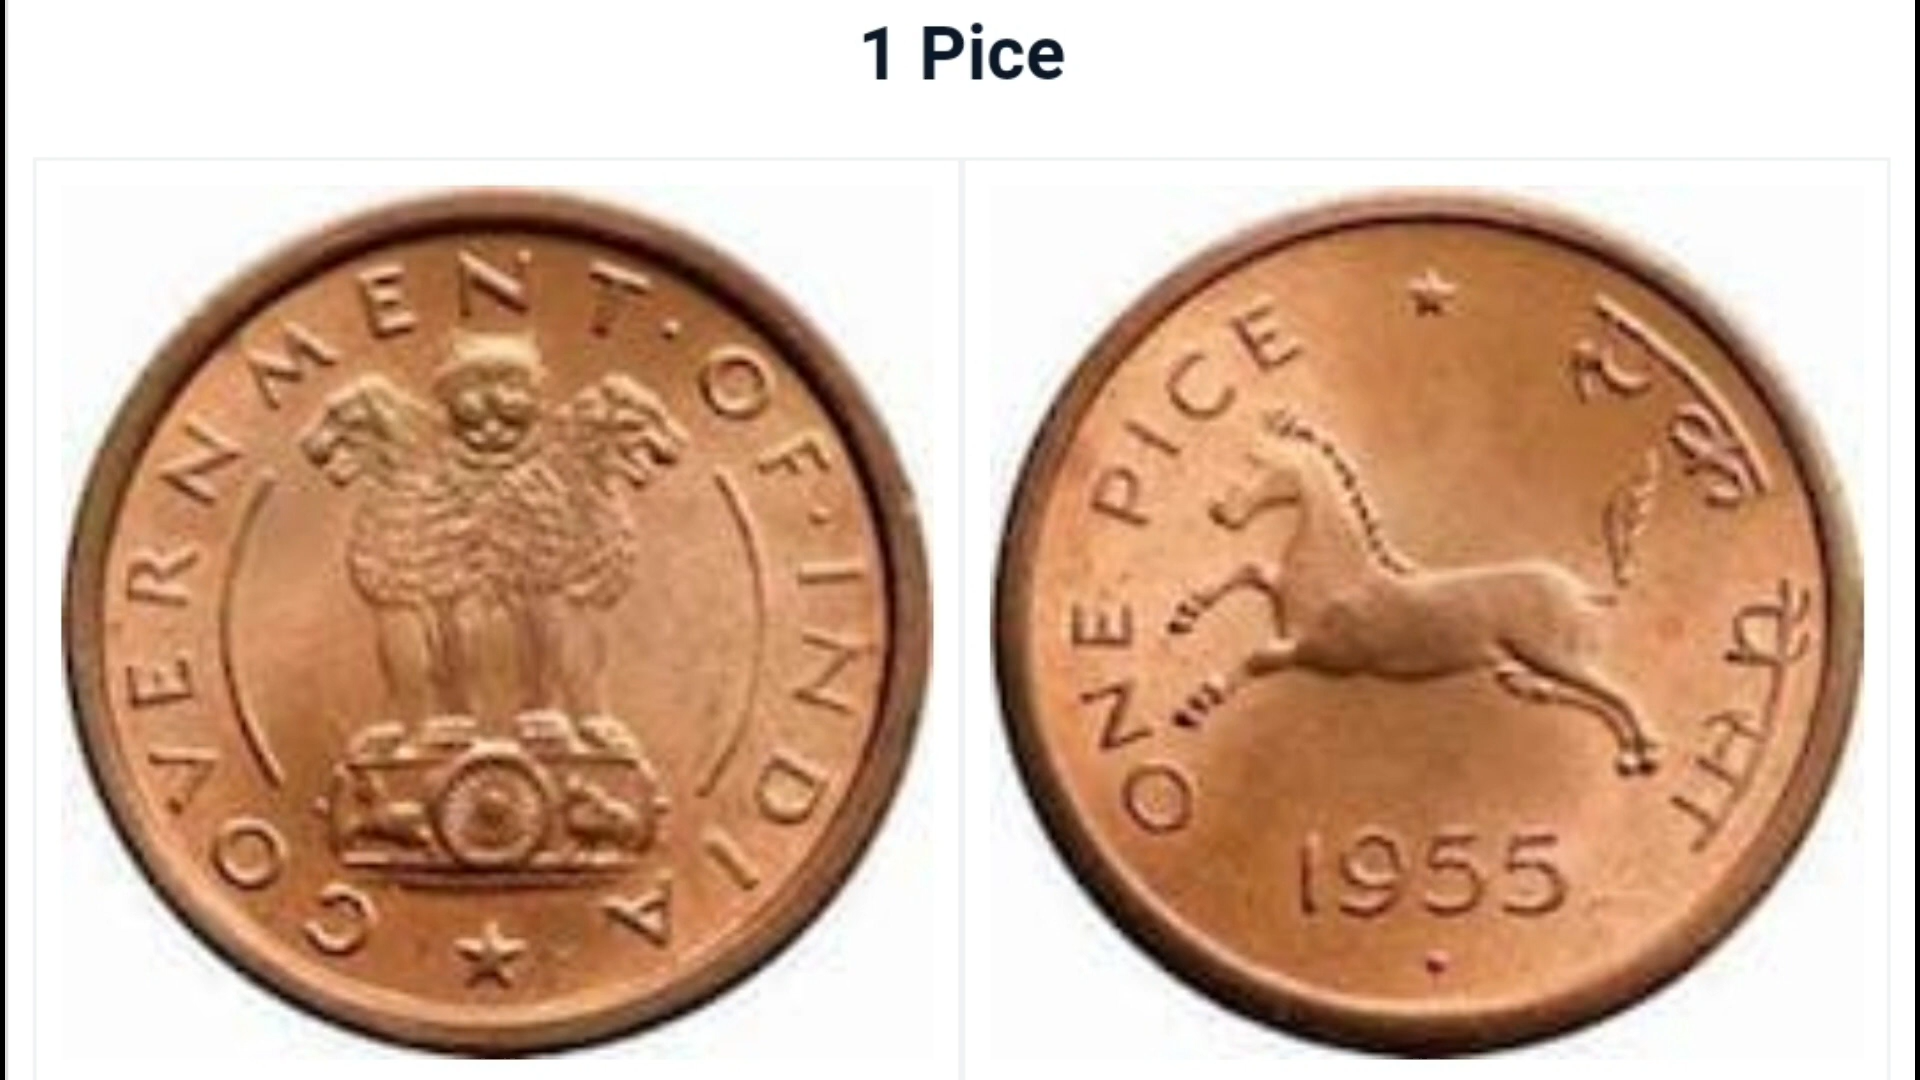 1 Pice
GOVERNMENT · OF · INDIA
ONE PICE
एक पैसा
1955